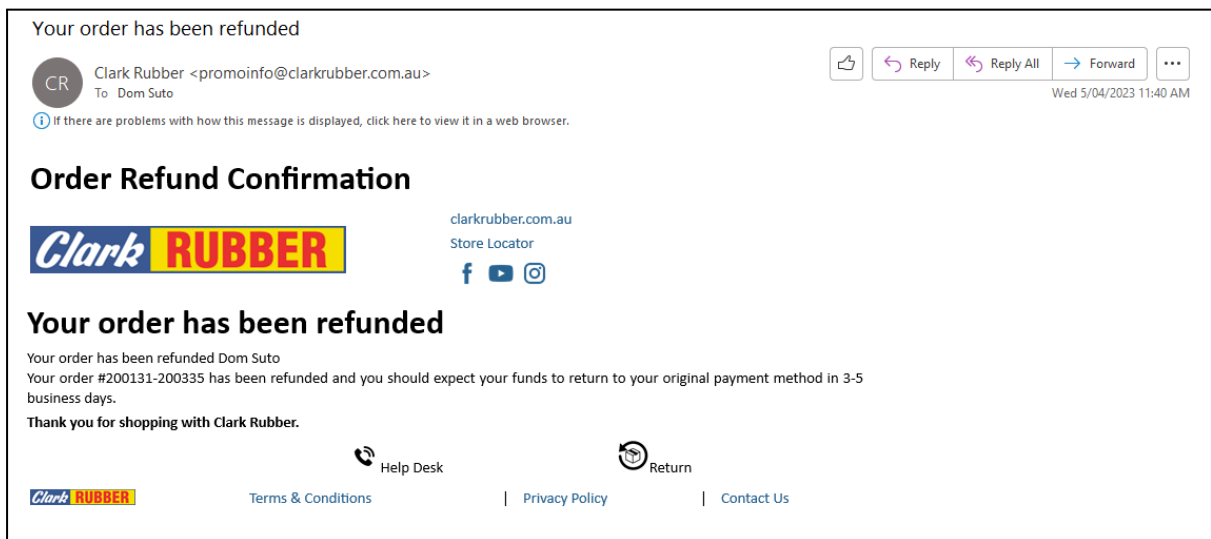 Your order has been refunded
CR
Clark Rubber <promoinfo@clarkrubber.com.au>
To Dom Suto
Reply
Reply All
Forward
Wed 5/04/2023 11:40 AM
If there are problems with how this message is displayed, click here to view it in a web browser.
Order Refund Confirmation
Clark RUBBER
clarkrubber.com.au
Store Locator
Your order has been refunded
Your order has been refunded Dom Suto
Your order #200131-200335 has been refunded and you should expect your funds to return to your original payment method in 3-5
business days.
Thank you for shopping with Clark Rubber.
Help Desk
Return
Clark RUBBER
Terms & Conditions | Privacy Policy | Contact Us